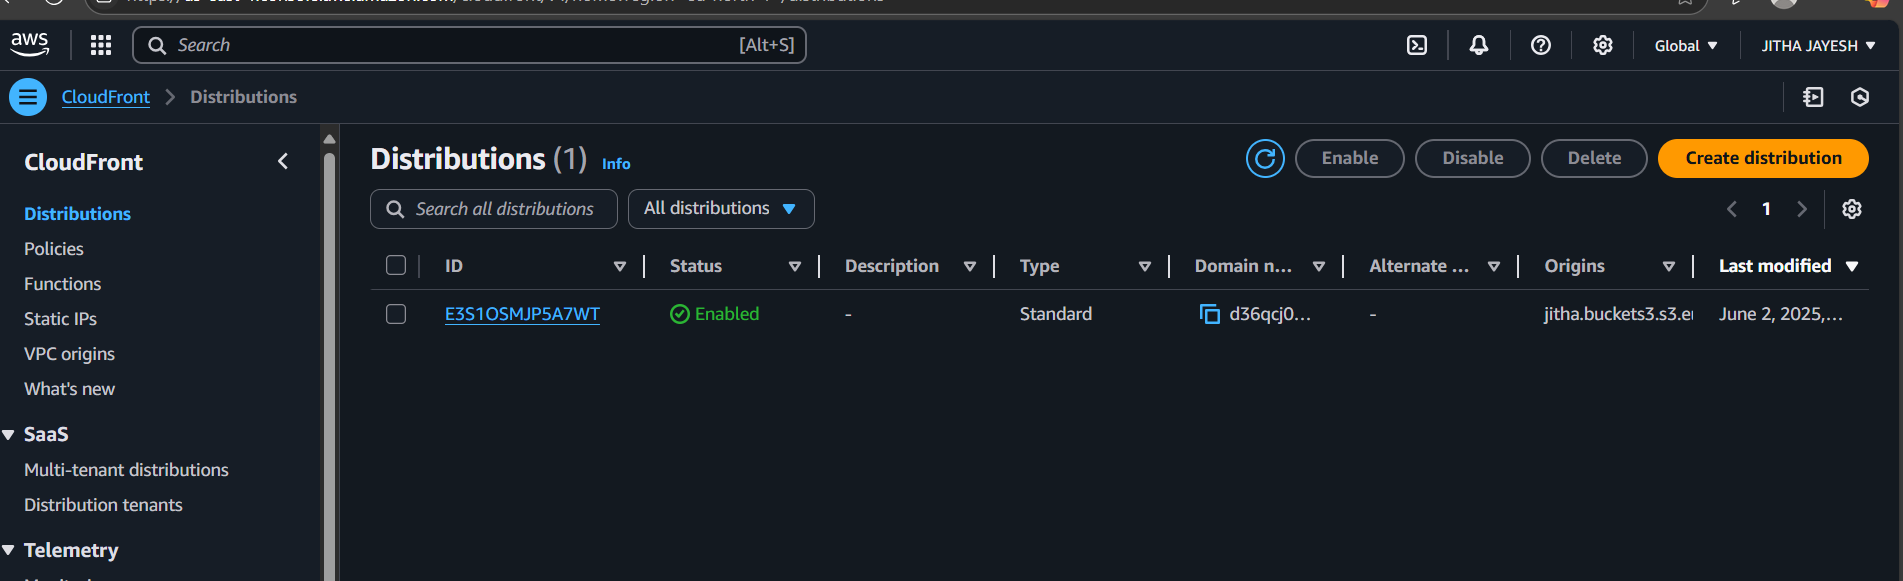 aws
Search
[Alt+S]
Global
JITHA JAYESH
CloudFront
Distributions
CloudFront
Distributions
Policies
Functions
Static IPs
VPC origins
What's new
SaaS
Multi-tenant distributions
Distribution tenants
Telemetry
Distributions (1) Info
Enable
Disable
Delete
Create distribution
Search all distributions
All distributions
1
ID Status Description Type Domain n... Alternate ... Origins Last modified
E3S1OSMJP5A7WT Enabled - Standard d36qcj0... - jitha.buckets3.s3.eu June 2, 2025,...